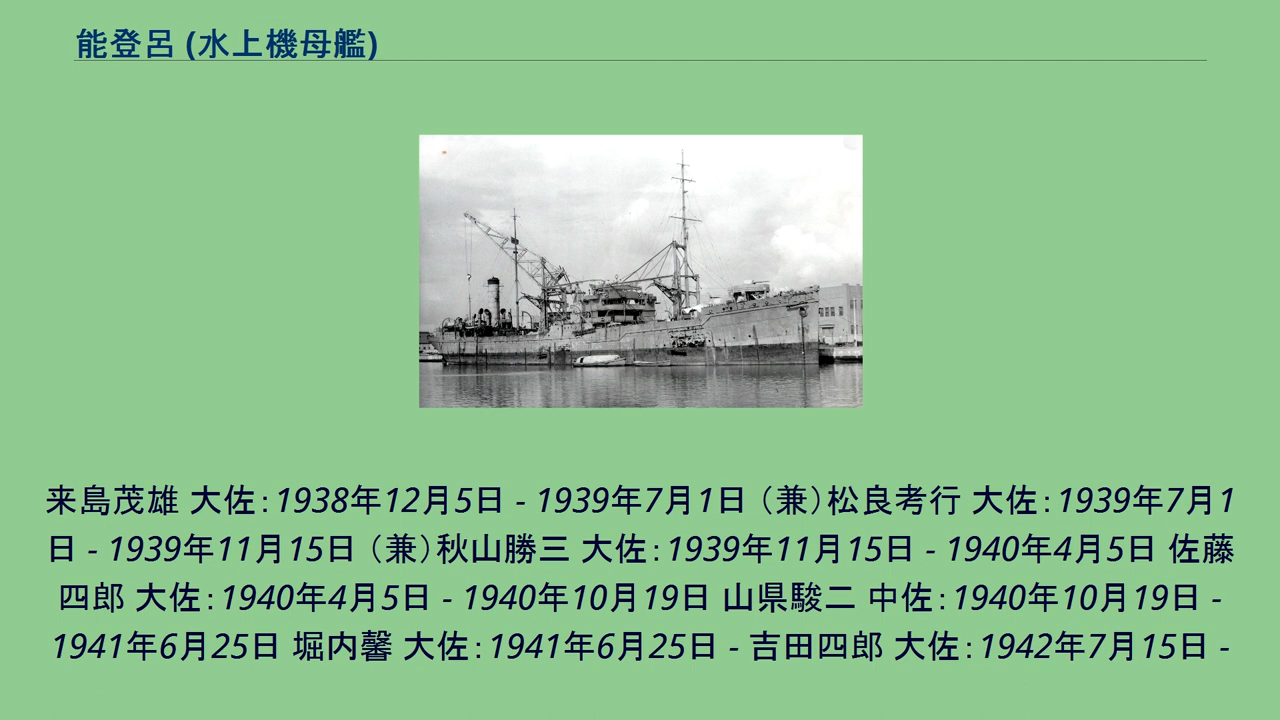 能登呂 (水上機母艦)
来島茂雄 大佐：1938年12月5日 - 1939年7月1日 （兼）松良考行 大佐：1939年7月1
日 - 1939年11月15日 （兼）秋山勝三 大佐：1939年11月15日 - 1940年4月5日 佐藤
四郎 大佐：1940年4月5日 - 1940年10月19日 山県駿二 中佐：1940年10月19日 -
1941年6月25日 堀内馨 大佐：1941年6月25日 - 吉田四郎 大佐：1942年7月15日 -